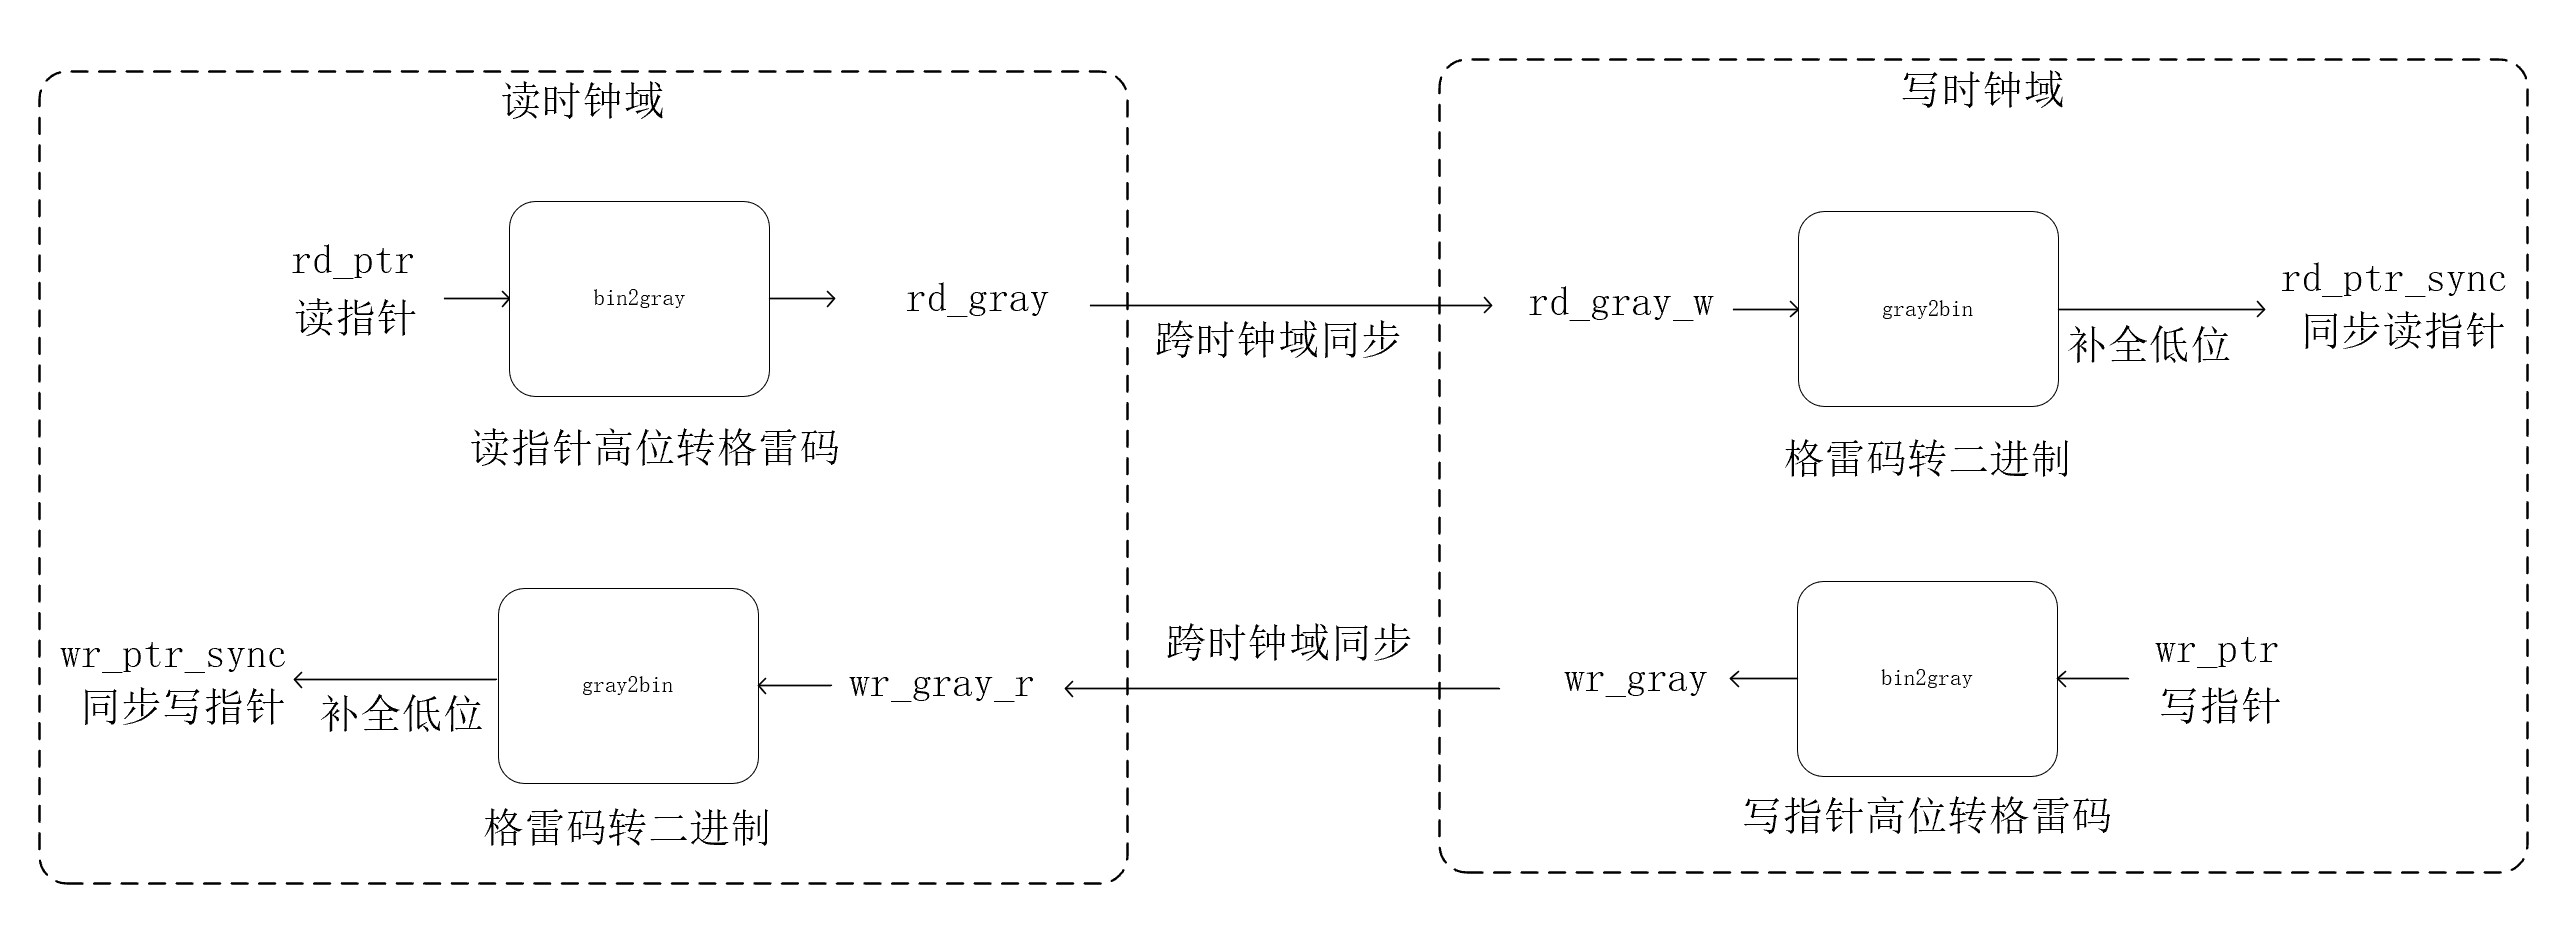 读时钟域
rd_ptr
读指针
bin2gray
rd_gray
读指针高位转格雷码
跨时钟域同步
写时钟域
rd_gray_w
gray2bin
补全低位
rd_ptr_sync
同步读指针
格雷码转二进制
wr_ptr_sync
同步写指针
补全低位
gray2bin
wr_gray_r
格雷码转二进制
跨时钟域同步
wr_gray
bin2gray
wr_ptr
写指针
写指针高位转格雷码